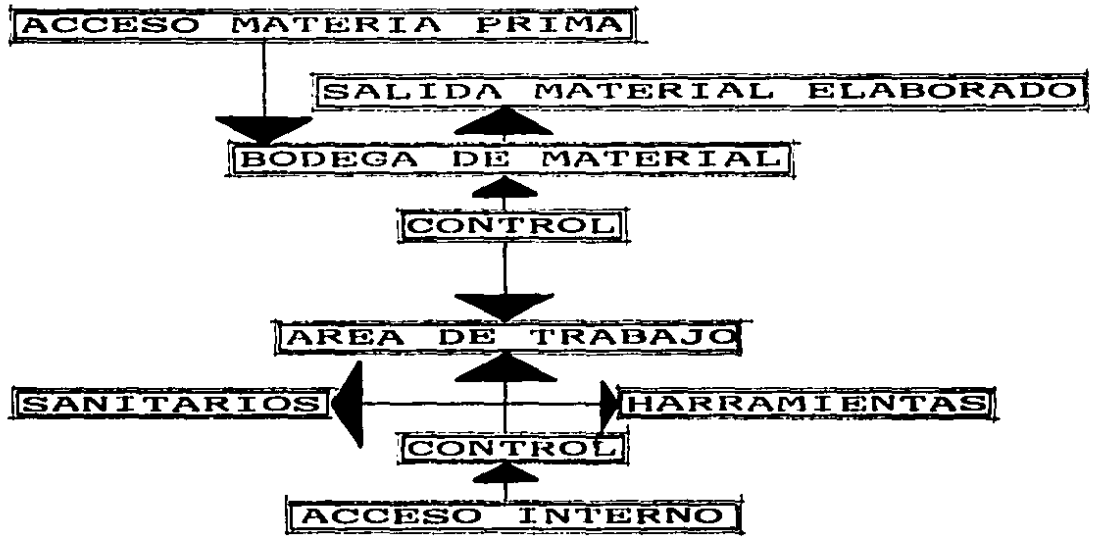 ACCESO MATERIA PRIMA
SALIDA MATERIAL ELABORADO
BODEGA DE MATERIAL
CONTROL
AREA DE TRABAJO
SANITARIOS
HARRAMIENTAS
CONTROL
ACCESO INTERNO